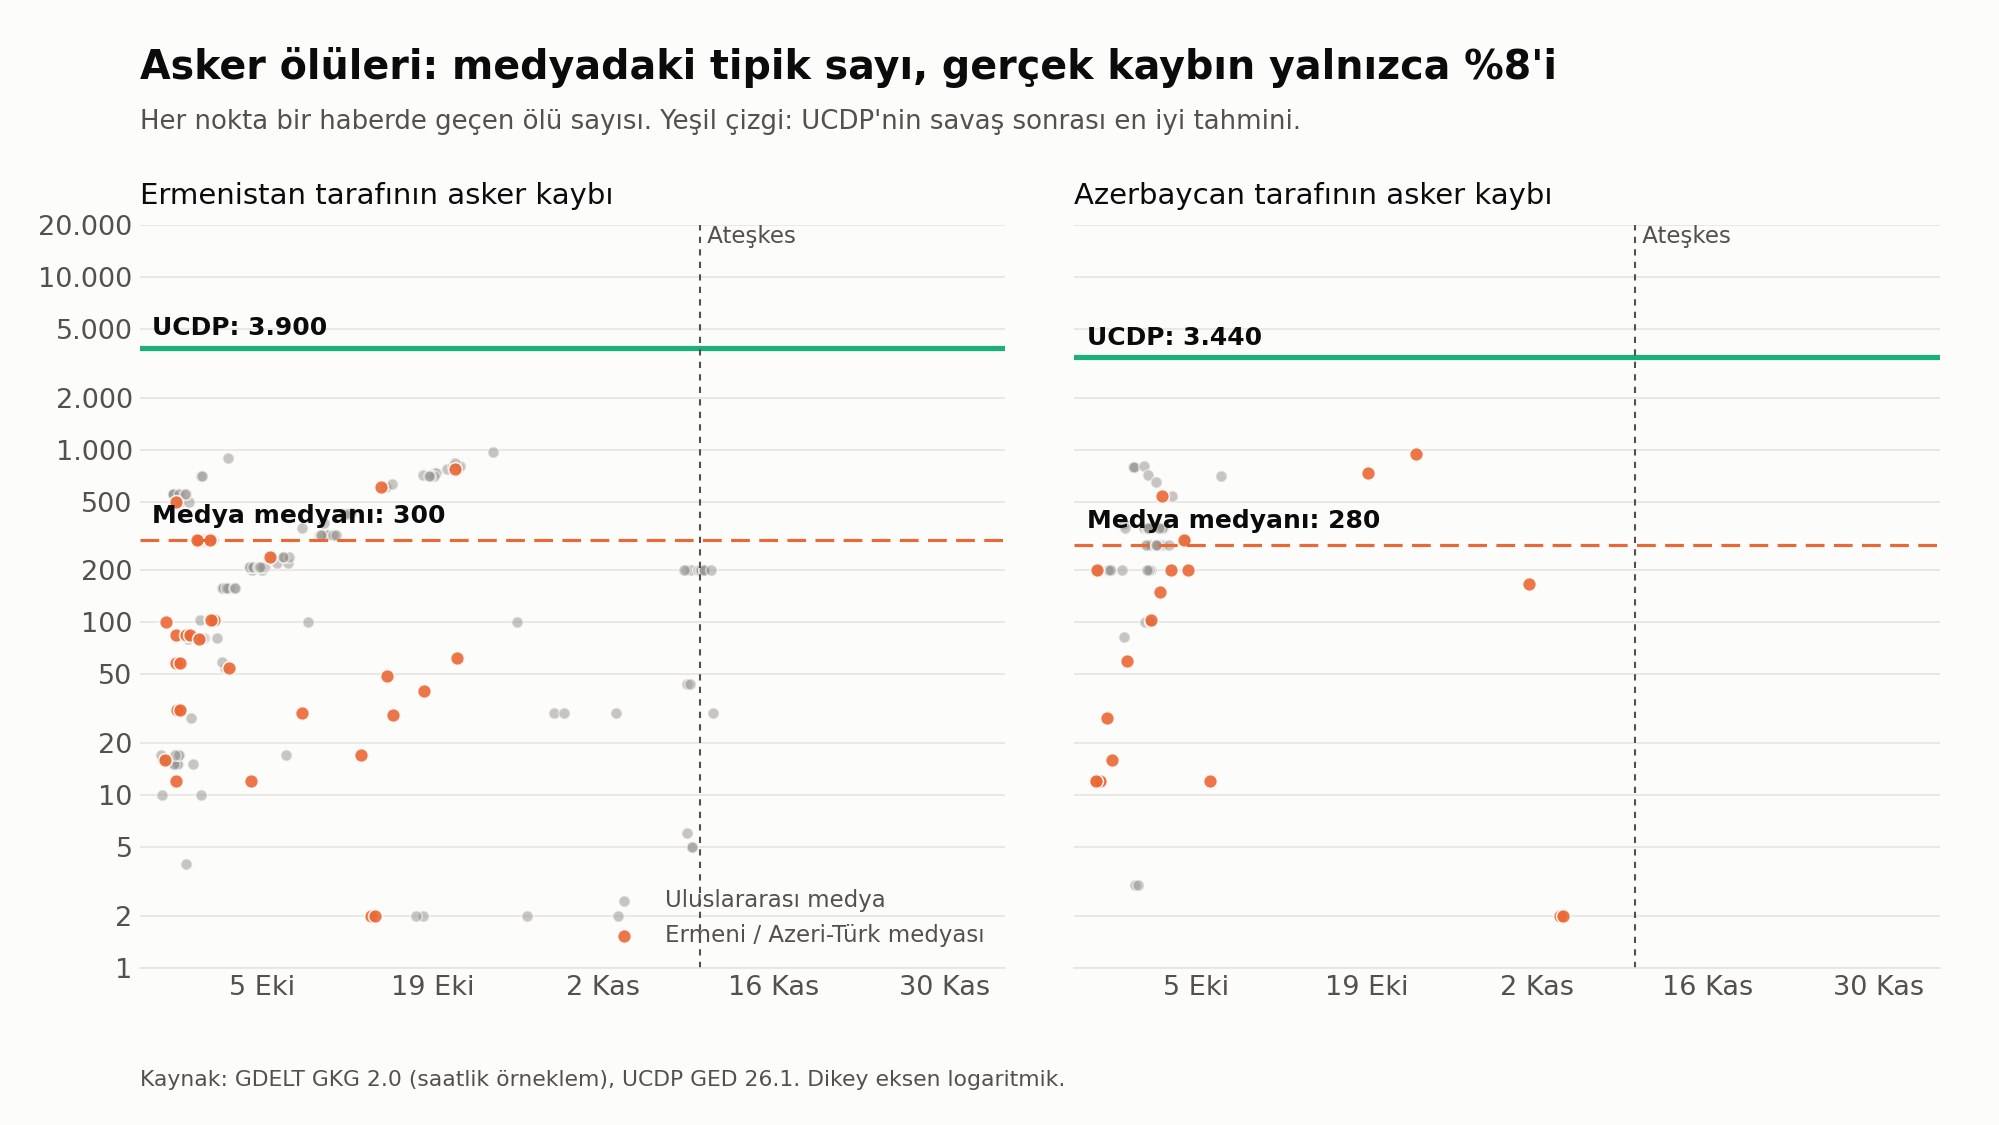 Asker ölüleri: medyadaki tipik sayı, gerçek kaybın yalnızca %8'i
Her nokta bir haberde geçen ölü sayısı. Yeşil çizgi: UCDP'nin savaş sonrası en iyi tahmini.
Ermenistan tarafının asker kaybı
20.000
10.000
5.000
2.000
1.000
500
200
100
50
20
10
5
2
1
Ateşkes
UCDP: 3.900
Medya medyanı: 300
Uluslararası medya
Ermeni / Azeri-Türk medyası
5 Eki
19 Eki
2 Kas
16 Kas
30 Kas
Azerbaycan tarafının asker kaybı
Ateşkes
UCDP: 3.440
Medya medyanı: 280
5 Eki
19 Eki
2 Kas
16 Kas
30 Kas
Kaynak: GDELT GKG 2.0 (saatlik örneklem), UCDP GED 26.1. Dikey eksen logaritmik.